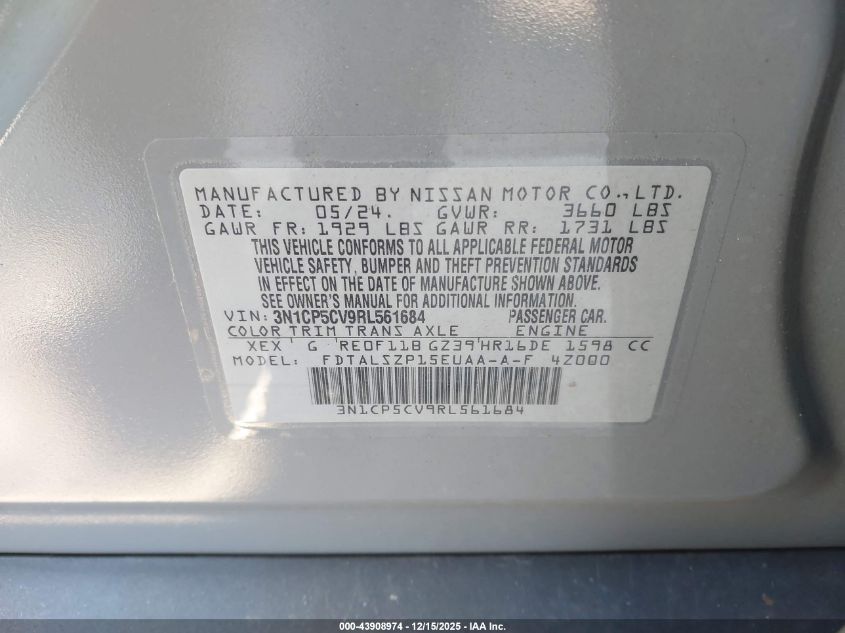 MANUFACTURED BY NISSAN MOTOR CO.,LTD.
DATE: 05/24. GVWR: 3660 LBS
GAWR FR: 1929 LBS GAWR RR: 1731 LBS
THIS VEHICLE CONFORMS TO ALL APPLICABLE FEDERAL MOTOR
VEHICLE SAFETY, BUMPER AND THEFT PREVENTION STANDARDS
IN EFFECT ON THE DATE OF MANUFACTURE SHOWN ABOVE.
SEE OWNER'S MANUAL FOR ADDITIONAL INFORMATION.
VIN: 3N1CP5CV9RL561684 PASSENGER CAR.
COLOR TRIM TRANS AXLE ENGINE
XEX G RE0F11B GZ39 HR16DE 1598 CC
MODEL FDTALSZP15EUAA-A-F 4Z000
3N1CP5CV9RL561684
000-43908974 - 12/15/2025 - IAA Inc.